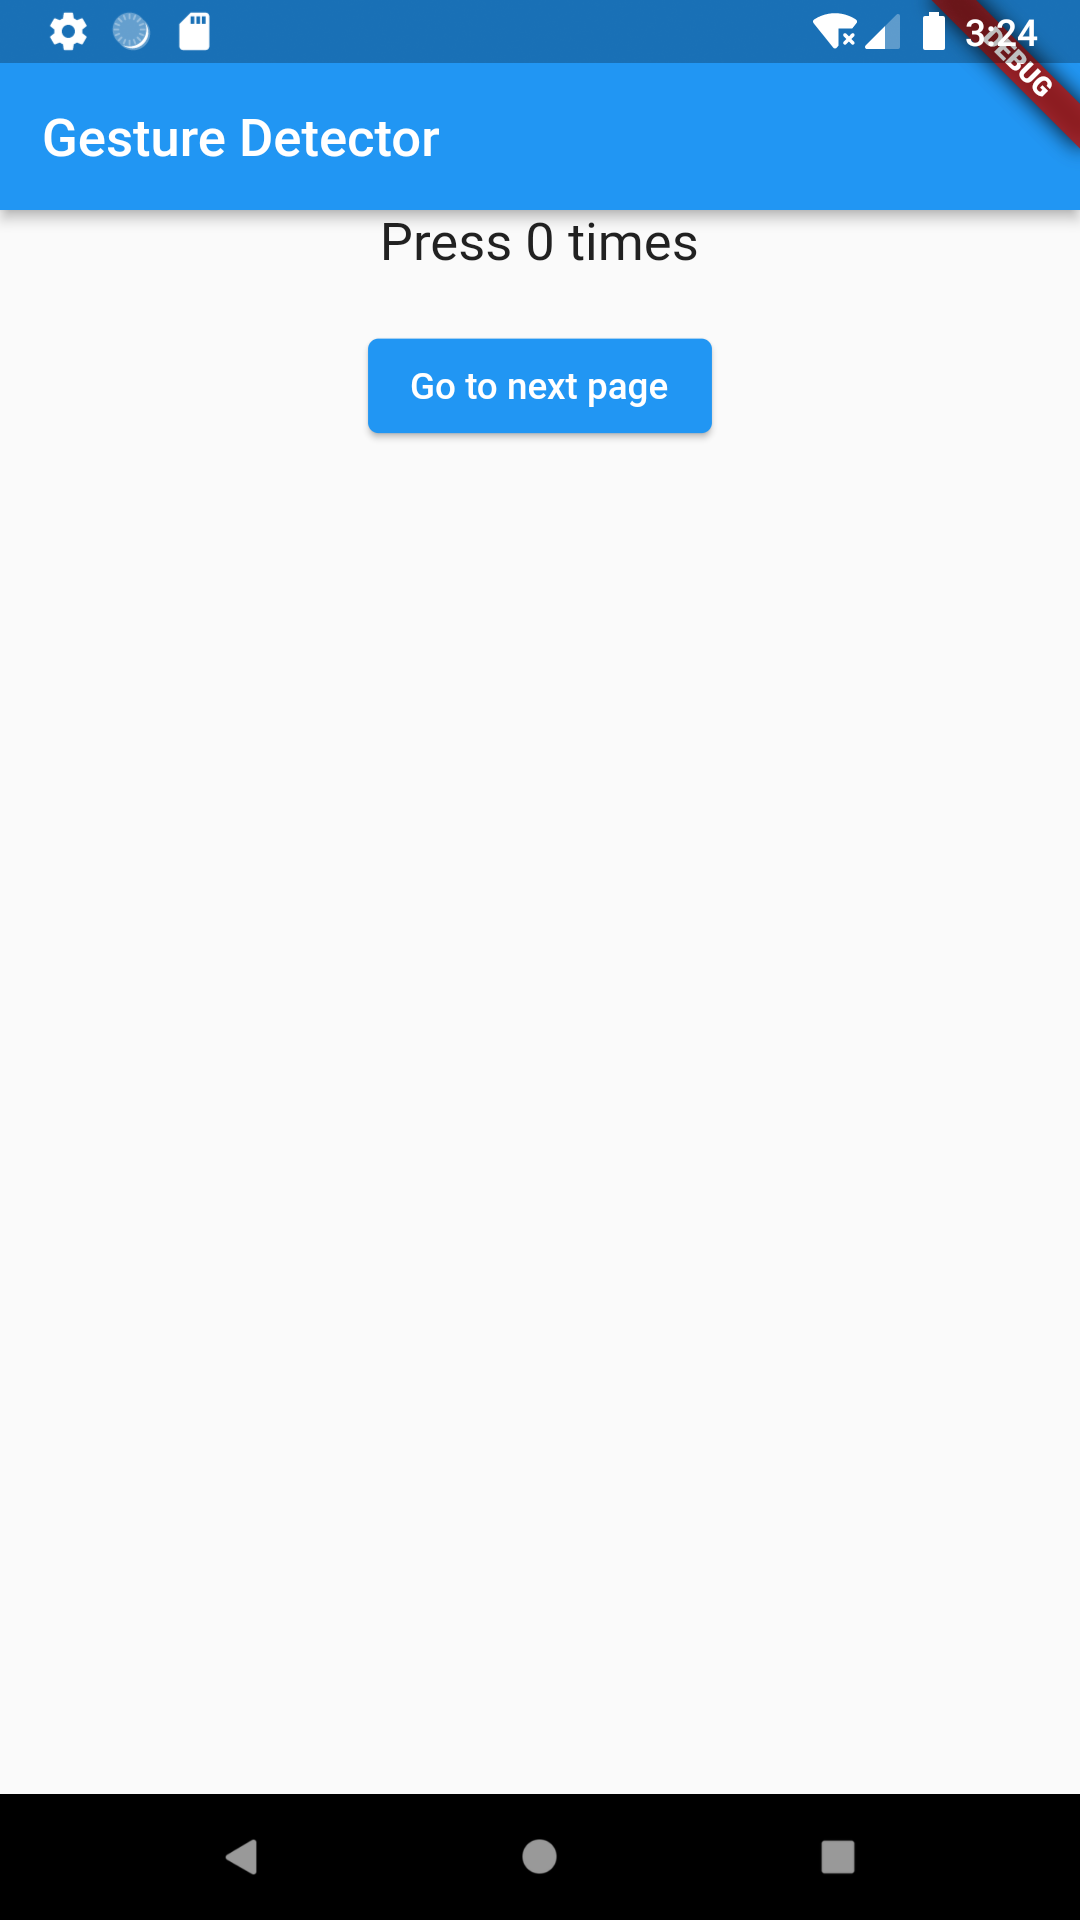 3:24
DEBUG
Gesture Detector
Press 0 times
Go to next page